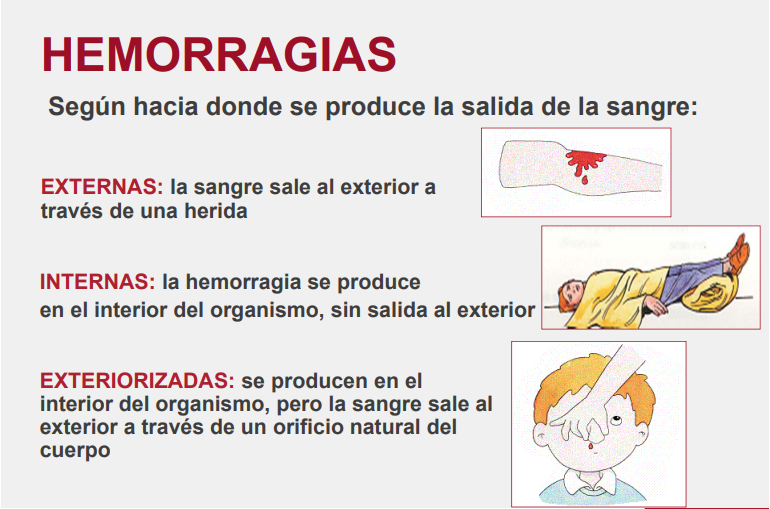 HEMORRAGIAS
Según hacia donde se produce la salida de la sangre:
EXTERNAS: la sangre sale al exterior a
través de una herida
INTERNAS: la hemorragia se produce
en el interior del organismo, sin salida al exterior
EXTERIORIZADAS: se producen en el
interior del organismo, pero la sangre sale al
exterior a través de un orificio natural del
cuerpo